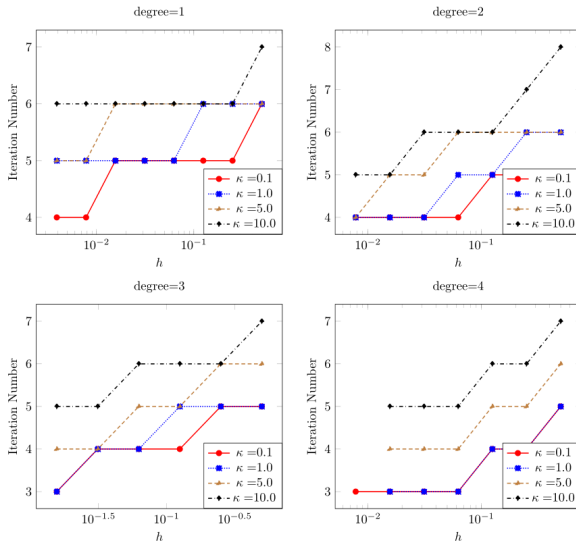 degree=1
7
6
5
4
Iteration Number
κ =0.1
κ =1.0
κ =5.0
κ =10.0
10⁻² 10⁻¹
h
degree=2
8
6
4
Iteration Number
κ =0.1
κ =1.0
κ =5.0
κ =10.0
10⁻² 10⁻¹
h
degree=3
7
6
5
4
3
Iteration Number
κ =0.1
κ =1.0
κ =5.0
κ =10.0
10⁻¹·⁵ 10⁻¹ 10⁻⁰·⁵
h
degree=4
7
6
5
4
3
Iteration Number
κ =0.1
κ =1.0
κ =5.0
κ =10.0
10⁻² 10⁻¹
h